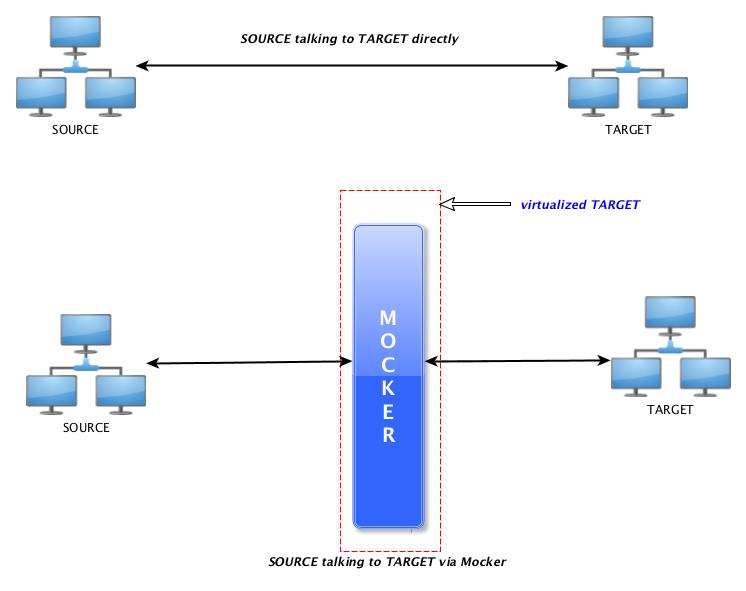 SOURCE talking to TARGET directly
SOURCE
TARGET
virtualized TARGET
MOCKER
SOURCE
TARGET
SOURCE talking to TARGET via Mocker